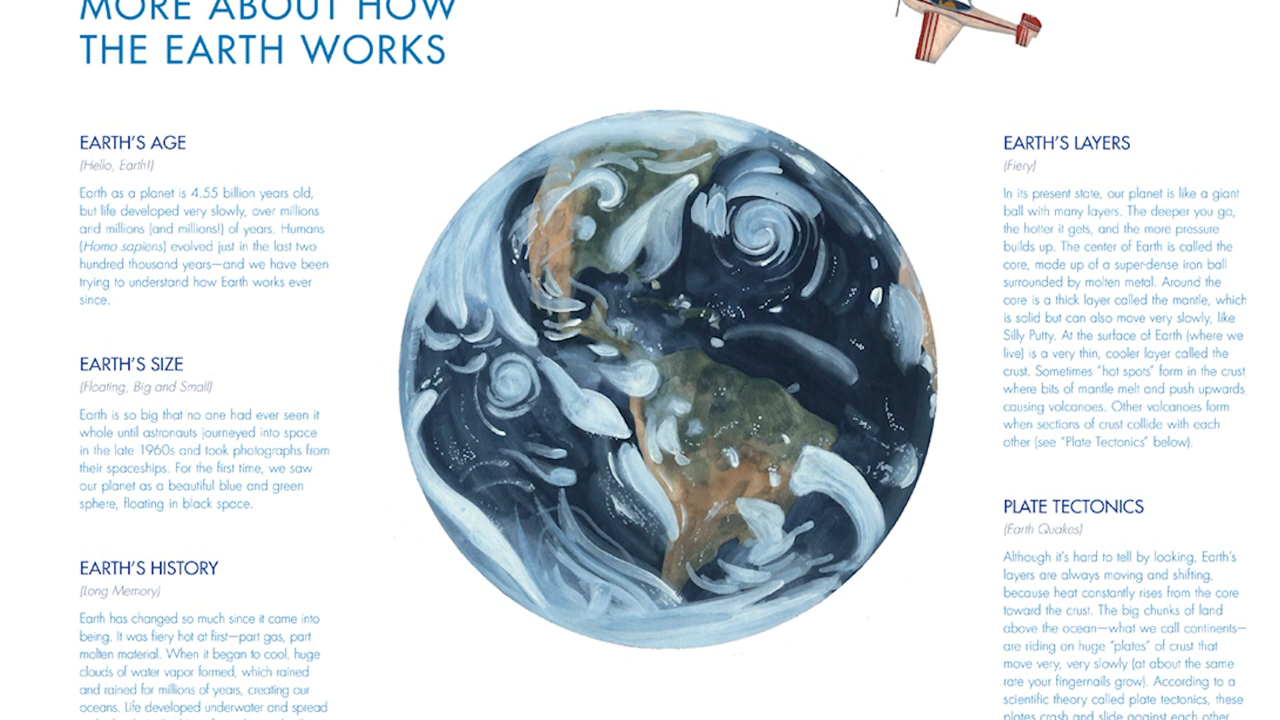 MORE ABOUT HOW
THE EARTH WORKS
EARTH'S AGE
(Hello, Earth!)
Earth as a planet is 4.55 billion years old,
but life developed very slowly, over millions
and millions (and millions!) of years. Humans
(Homo sapiens) evolved just in the last two
hundred thousand years—and we have been
trying to understand how Earth works ever
since.
EARTH'S SIZE
(Floating, Big and Small)
Earth is so big that no one had ever seen it
whole until astronauts journeyed into space
in the late 1960s and took photographs from
their spaceships. For the first time, we saw
our planet as a beautiful blue and green
sphere, floating in black space.
EARTH'S HISTORY
(Long Memory)
Earth has changed so much since it came into
being. It was fiery hot at first—part gas, part
molten material. When it began to cool, huge
clouds of water vapor formed, which rained
and rained for millions of years, creating our
oceans. Life developed underwater and spread
EARTH'S LAYERS
(Fiery)
In its present state, our planet is like a giant
ball with many layers. The deeper you go,
the hotter it gets, and the more pressure
builds up. The center of Earth is called the
core, made up of a super-dense iron ball
surrounded by molten metal. Around the
core is a thick layer called the mantle, which
is solid but can also move very slowly, like
Silly Putty. At the surface of Earth (where we
live) is a very thin, cooler layer called the
crust. Sometimes "hot spots" form in the crust
where bits of mantle melt and push upwards,
causing volcanoes. Other volcanoes form
when sections of crust collide with each
other (see "Plate Tectonics" below).
PLATE TECTONICS
(Earth Quakes)
Although it's hard to tell by looking, Earth's
layers are always moving and shifting,
because heat constantly rises from the core
toward the crust. The big chunks of land
above the ocean—what we call continents—
are riding on huge "plates" of crust that
move very, very slowly (at about the same
rate your fingernails grow). According to a
scientific theory called plate tectonics, these
plates crash and slide against each other